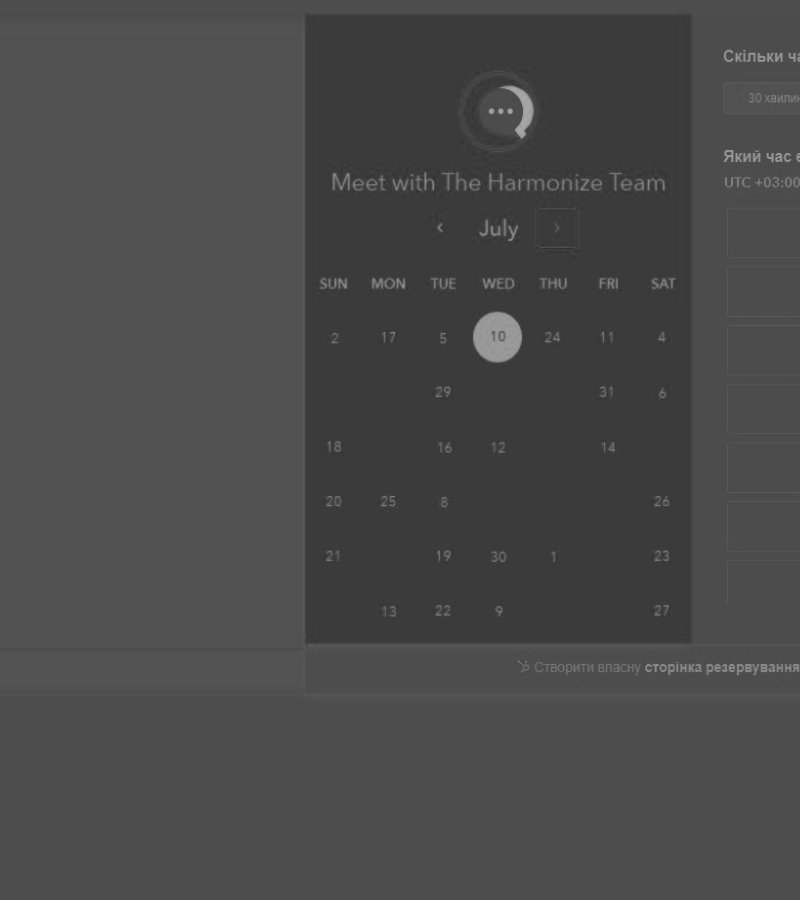 Скільки ча
30 хвилин
Який час є
UTC +03:00
Meet with The Harmonize Team
July
SUN MON TUE WED THU FRI SAT
2 17 5 10 24 11 4
29 31 6
18 16 12 14
20 25 8 26
21 19 30 1 23
13 22 9 27
Створити власну сторінка резервування